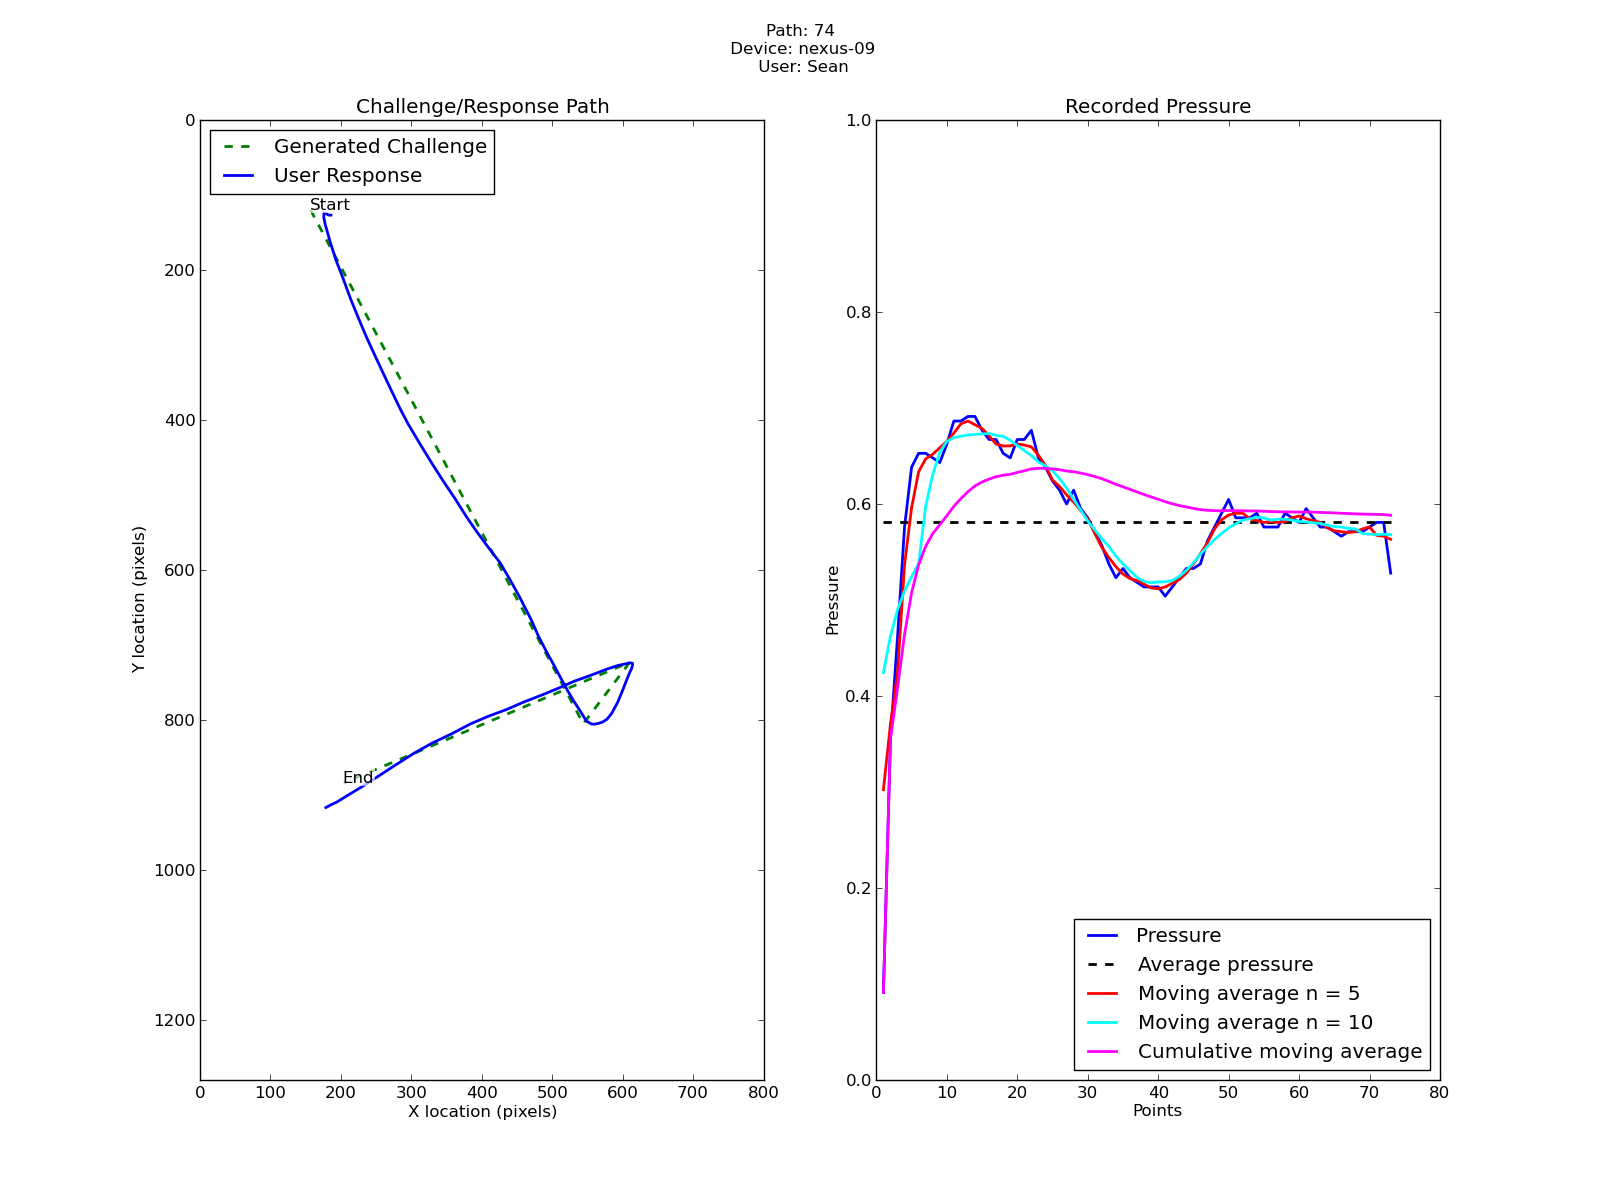 Path: 74
Device: nexus-09
User: Sean
Challenge/Response Path
Generated Challenge
User Response
Start
End
0
200
400
600
800
1000
1200
Y location (pixels)
0 100 200 300 400 500 600 700 800
X location (pixels)
Recorded Pressure
1.0
0.8
0.6
0.4
0.2
0.0
Pressure
Pressure
Average pressure
Moving average n = 5
Moving average n = 10
Cumulative moving average
0 10 20 30 40 50 60 70 80
Points